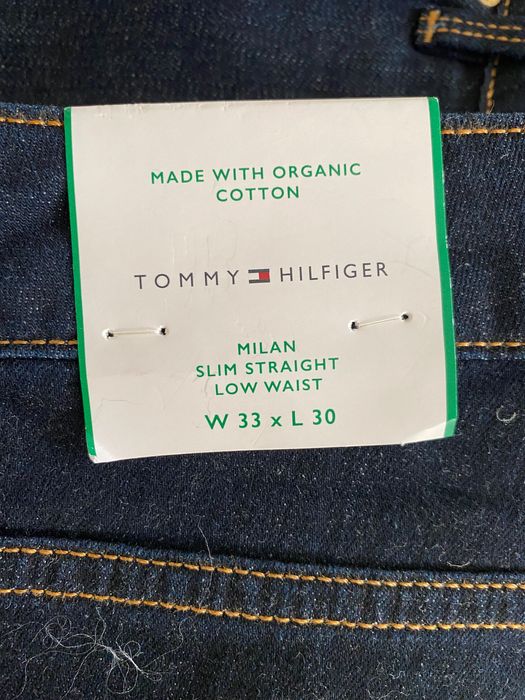 MADE WITH ORGANIC
COTTON
TOMMY HILFIGER
MILAN
SLIM STRAIGHT
LOW WAIST
W 33 x L 30